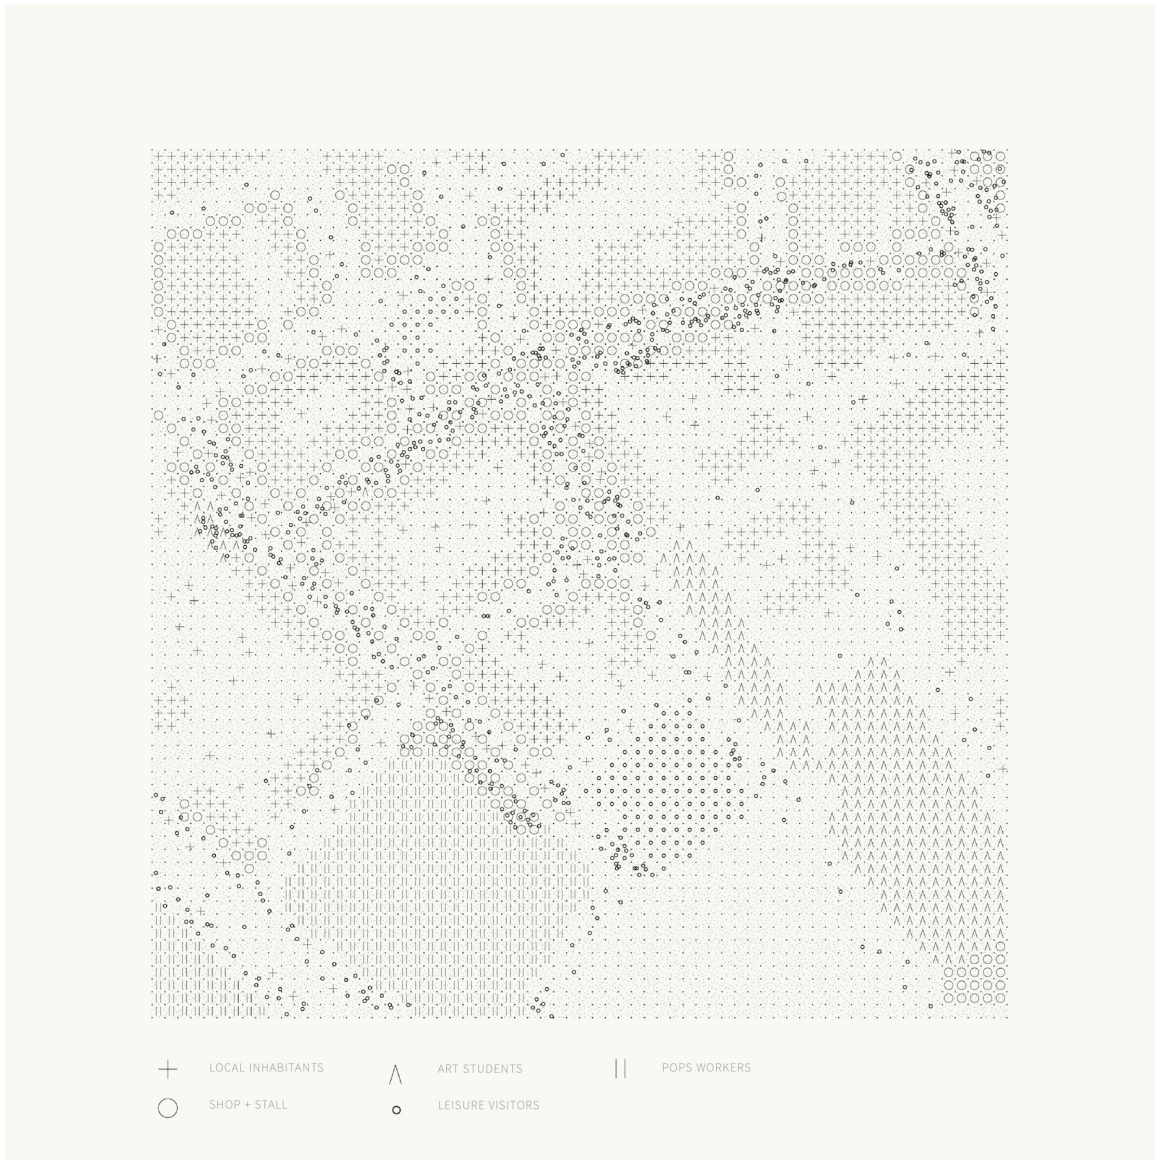 LOCAL INHABITANTS
ART STUDENTS
POPS WORKERS
SHOP + STALL
LEISURE VISITORS